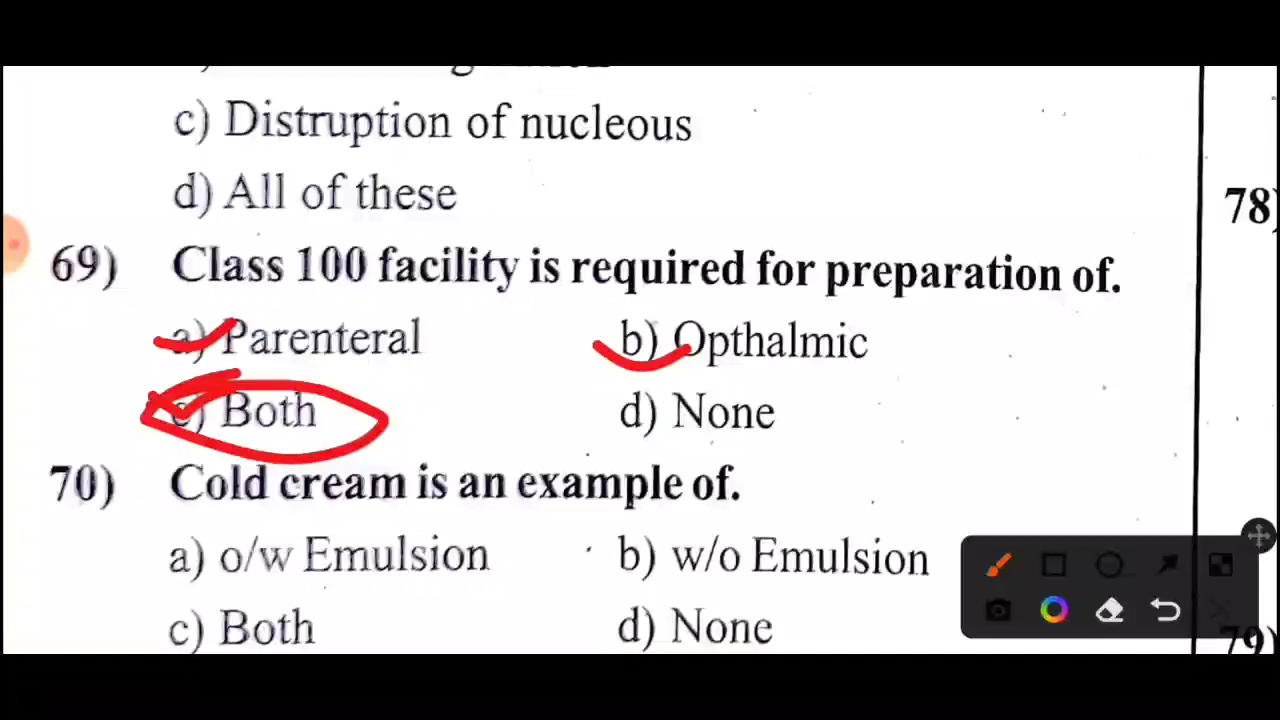 c) Distruption of nucleous
d) All of these
69) Class 100 facility is required for preparation of.
a) Parenteral b) Opthalmic
c) Both d) None
70) Cold cream is an example of.
a) o/w Emulsion b) w/o Emulsion
c) Both d) None
78)
79)